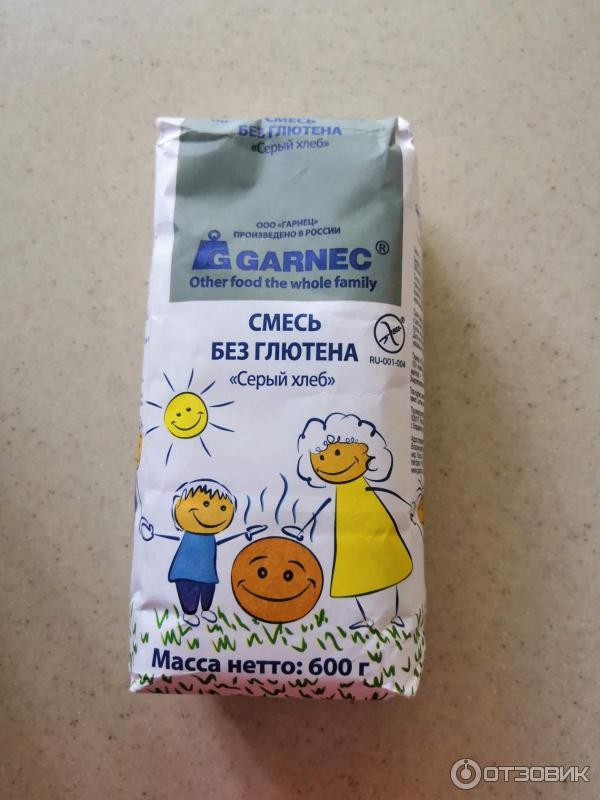 СМЕСЬ
БЕЗ ГЛЮТЕНА
«Серый хлеб»
ООО «ГАРНЕЦ»
ПРОИЗВЕДЕНО В РОССИИ
GARNEC®
Other food the whole family
СМЕСЬ
БЕЗ ГЛЮТЕНА
«Серый хлеб»
RU-001-004
Масса нетто: 600 г
ОТЗОВИК